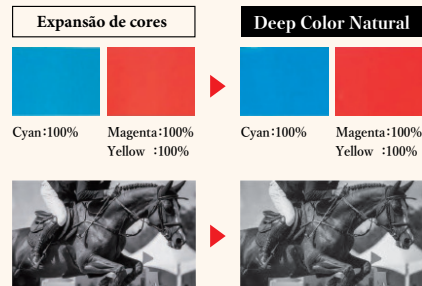 Expansão de cores
Deep Color Natural
Cyan:100%
Magenta:100%
Yellow :100%
Cyan:100%
Magenta:100%
Yellow :100%